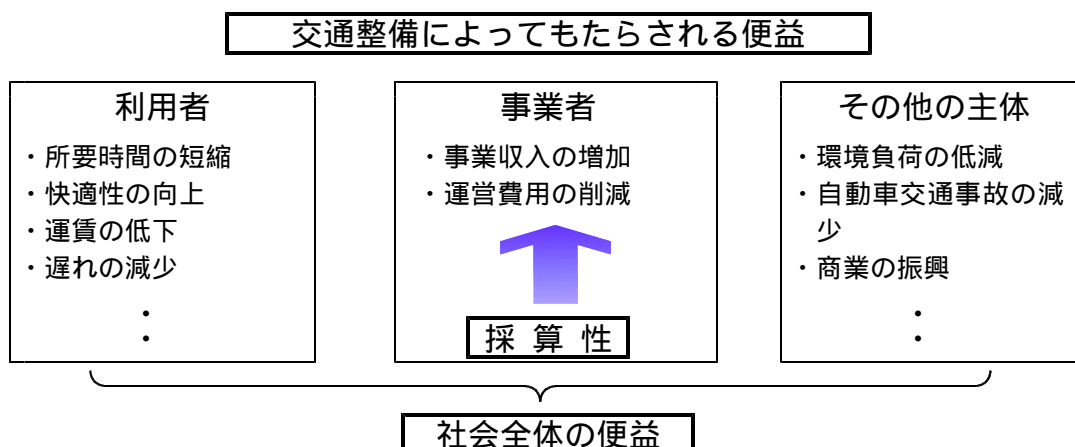 交通整備によってもたらされる便益
利用者
・所要時間の短縮
・快適性の向上
・運賃の低下
・遅れの減少
・
・
事業者
・事業収入の増加
・運営費用の削減
採算性
その他の主体
・環境負荷の低減
・自動車交通事故の減
少
・商業の振興
・
・
社会全体の便益